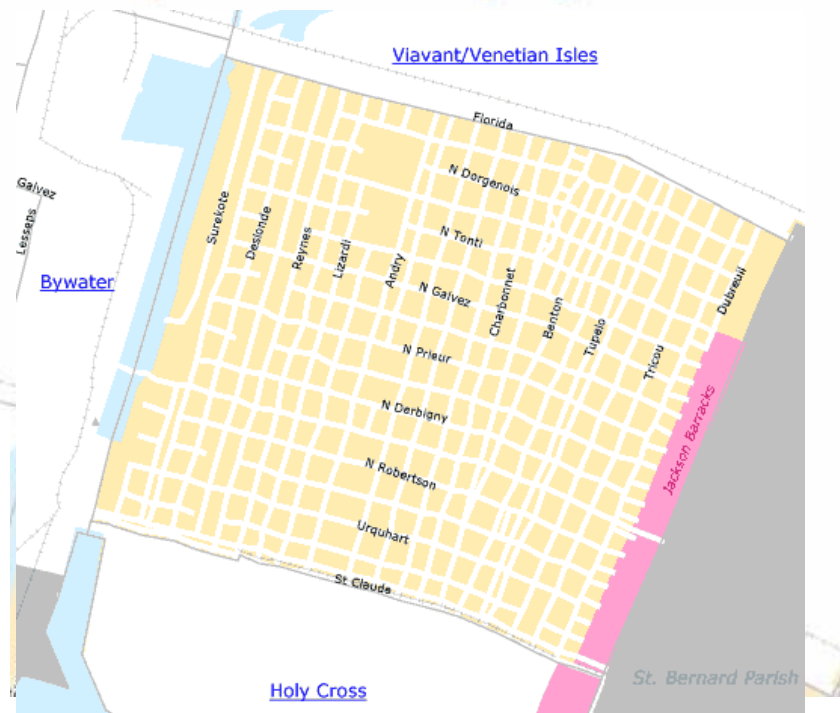 Viavant/Venetian Isles
Florida
N Dorgenois
Galvez
Lesseps
Surekote
Deslonde
Reynes
Lizardi
Andry
N Tonti
Bywater
N Galvez
Charbonnet
Benton
Tupelo
Tricou
Dubreuil
N Prieur
Jackson Barracks
N Derbigny
N Robertson
Urquhart
St Claude
St. Bernard Parish
Holy Cross